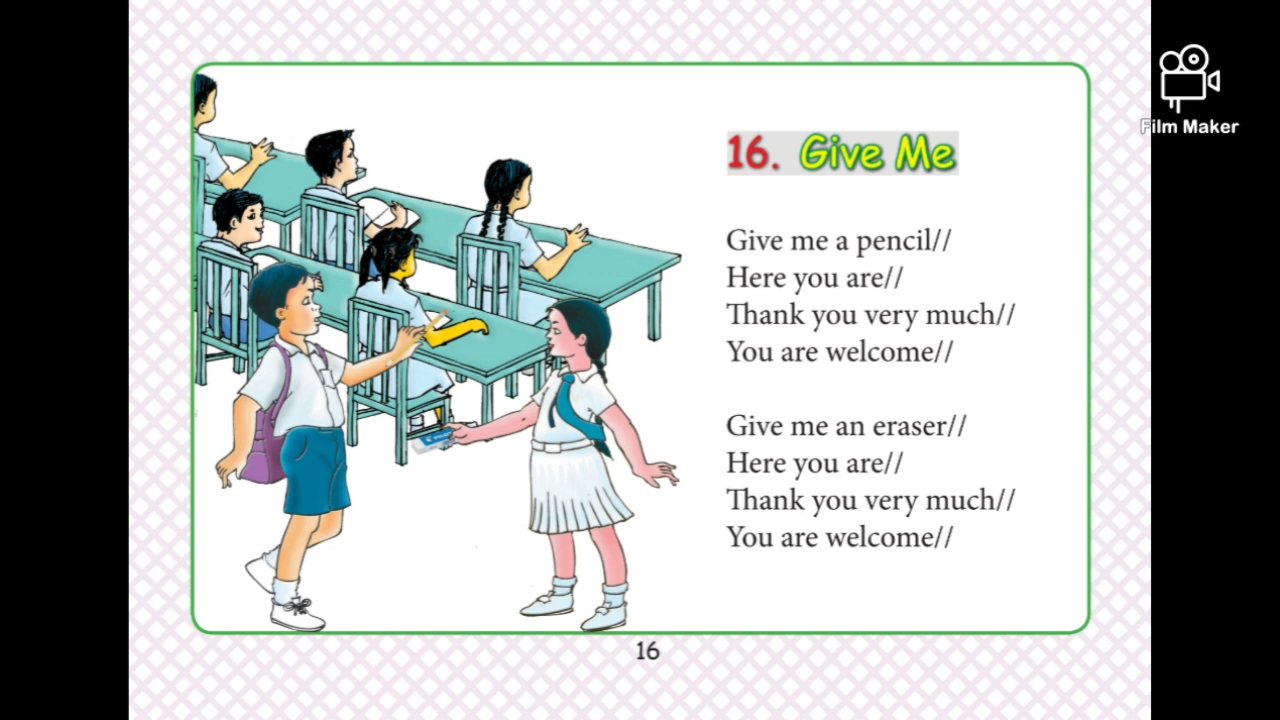 16. Give Me
Give me a pencil//
Here you are//
Thank you very much//
You are welcome//
Give me an eraser//
Here you are//
Thank you very much//
You are welcome//
16
Film Maker